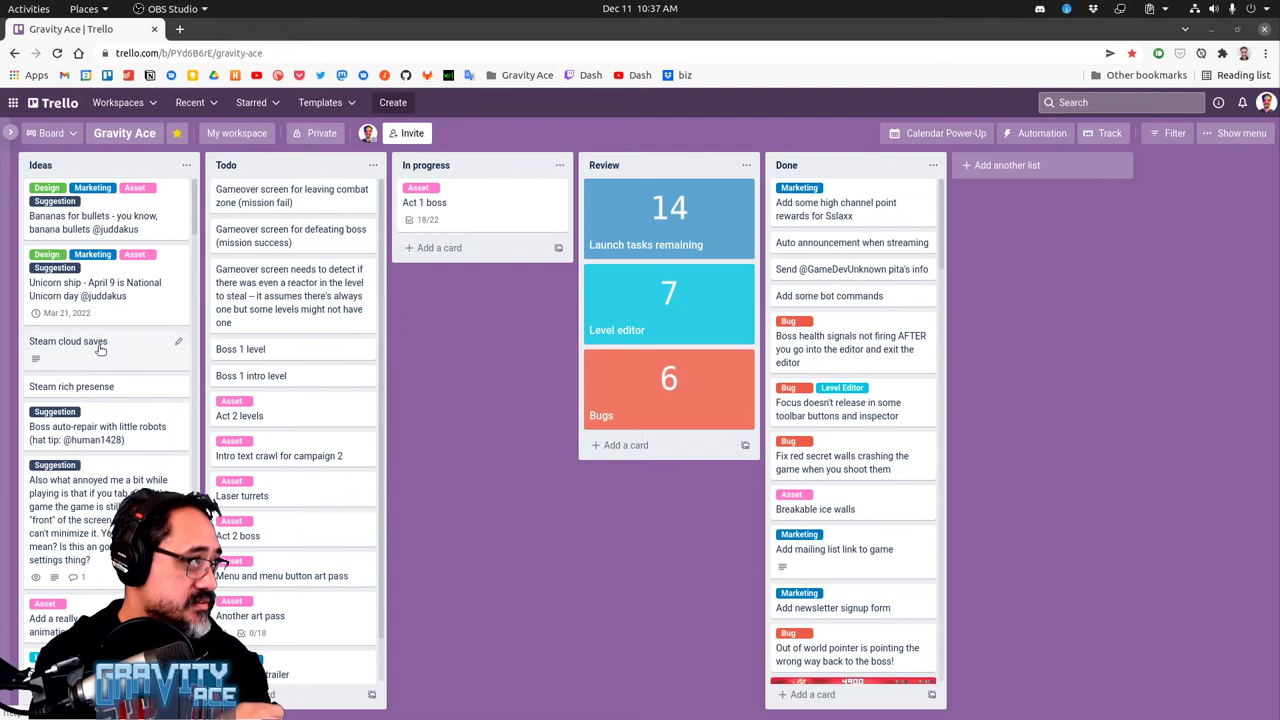 Activities
Places
OBS Studio
Dec 11 10:37 AM
Gravity Ace | Trello
trello.com/b/PYd6B6rE/gravity-ace
Apps
Gravity Ace
Dash
Dash
biz
Other bookmarks
Reading list
Trello
Workspaces
Recent
Starred
Templates
Create
Search
Board
Gravity Ace
My workspace
Private
Invite
Calendar Power-Up
Automation
Track
Filter
Show menu
Ideas
Design Marketing Asset
Suggestion
Bananas for bullets - you know,
banana bullets @juddakus
Design Marketing Asset
Suggestion
Unicorn ship - April 9 is National
Unicorn day @juddakus
Mar 21, 2022
Steam cloud saves
Steam rich presense
Suggestion
Boss auto-repair with little robots
(hat tip: @human1428)
Suggestion
Also what annoyed me a bit while
playing is that if you tab
game the game is still
"front" of the screen
can't minimize it.
mean? Is this an
settings thing?
1
Asset
Add a really
Todo
Gameover screen for leaving combat
zone (mission fail)
Gameover screen for defeating boss
(mission success)
Gameover screen needs to detect if
there was even a reactor in the level
to steal -- it assumes there's always
one but some levels might not have
one
Boss 1 level
Boss 1 intro level
Asset
Act 2 levels
Asset
Intro text crawl for campaign 2
Asset
Laser turrets
Asset
Act 2 boss
Asset
Menu and menu button art pass
Asset
Another art pass
0/18
trailer
In progress
Asset
Act 1 boss
18/22
+ Add a card
Review
14
Launch tasks remaining
7
Level editor
6
Bugs
+ Add a card
Done
Marketing
Add some high channel point
rewards for Sslaxx
Auto announcement when streaming
Send @GameDevUnknown pita's info
Add some bot commands
Bug
Boss health signals not firing AFTER
you go into the editor and exit the
editor
Bug Level Editor
Focus doesn't release in some
toolbar buttons and inspector
Bug
Fix red secret walls crashing the
game when you shoot them
Asset
Breakable ice walls
Marketing
Add mailing list link to game
Marketing
Add newsletter signup form
Bug
Out of world pointer is pointing the
wrong way back to the boss!
+ Add a card
+ Add another list
GRAVITY
ACE